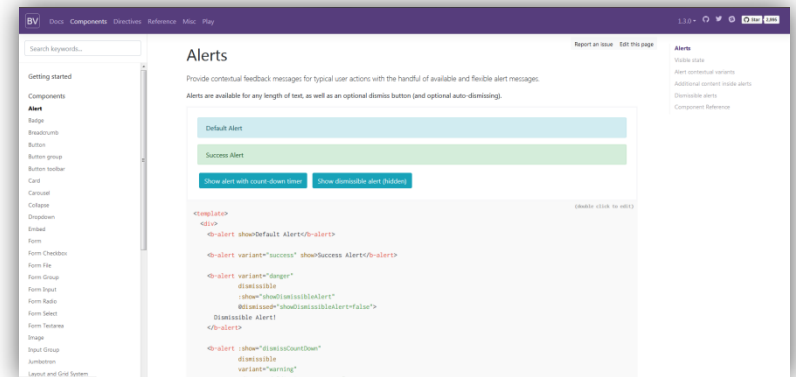 BV Docs Components Directives Reference Misc Play 1.3.0 Star
Search keywords...
Getting started
Components
Alert
Badge
Breadcrumb
Button
Button group
Button toolbar
Card
Carousel
Collapse
Dropdown
Embed
Form
Form Checkbox
Form File
Form Group
Form Input
Form Radio
Form Select
Form Textarea
Image
Input Group
Jumbotron
Layout and Grid System
Report an issue Edit this page
Alerts
Provide contextual feedback messages for typical user actions with the handful of available and flexible alert messages.
Alerts are available for any length of text, as well as an optional dismiss button (and optional auto-dismissing).
Default Alert
Success Alert
Show alert with count-down timer Show dismissible alert (hidden)
(double click to edit)
<template>
<div>
<b-alert show>Default Alert</b-alert>
<b-alert variant="success" show>Success Alert</b-alert>
<b-alert variant="danger"
dismissible
:show="showDismissibleAlert"
@dismissed="showDismissibleAlert=false">
Dismissible Alert!
</b-alert>
<b-alert :show="dismissCountDown"
dismissible
variant="warning"
Alerts
Visible state
Alert contextual variants
Additional content inside alerts
Dismissible alerts
Component Reference